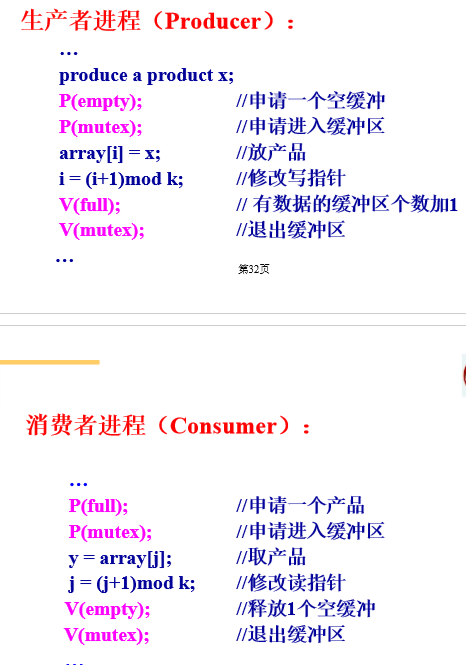 生产者进程（Producer）：
…
produce a product x;
P(empty); //申请一个空缓冲
P(mutex); //申请进入缓冲区
array[i] = x; //放产品
i = (i+1)mod k; //修改写指针
V(full); // 有数据的缓冲区个数加1
V(mutex); //退出缓冲区
…
第32页
消费者进程（Consumer）：
…
P(full); //申请一个产品
P(mutex); //申请进入缓冲区
y = array[j]; //取产品
j = (j+1)mod k; //修改读指针
V(empty); //释放1个空缓冲
V(mutex); //退出缓冲区
…